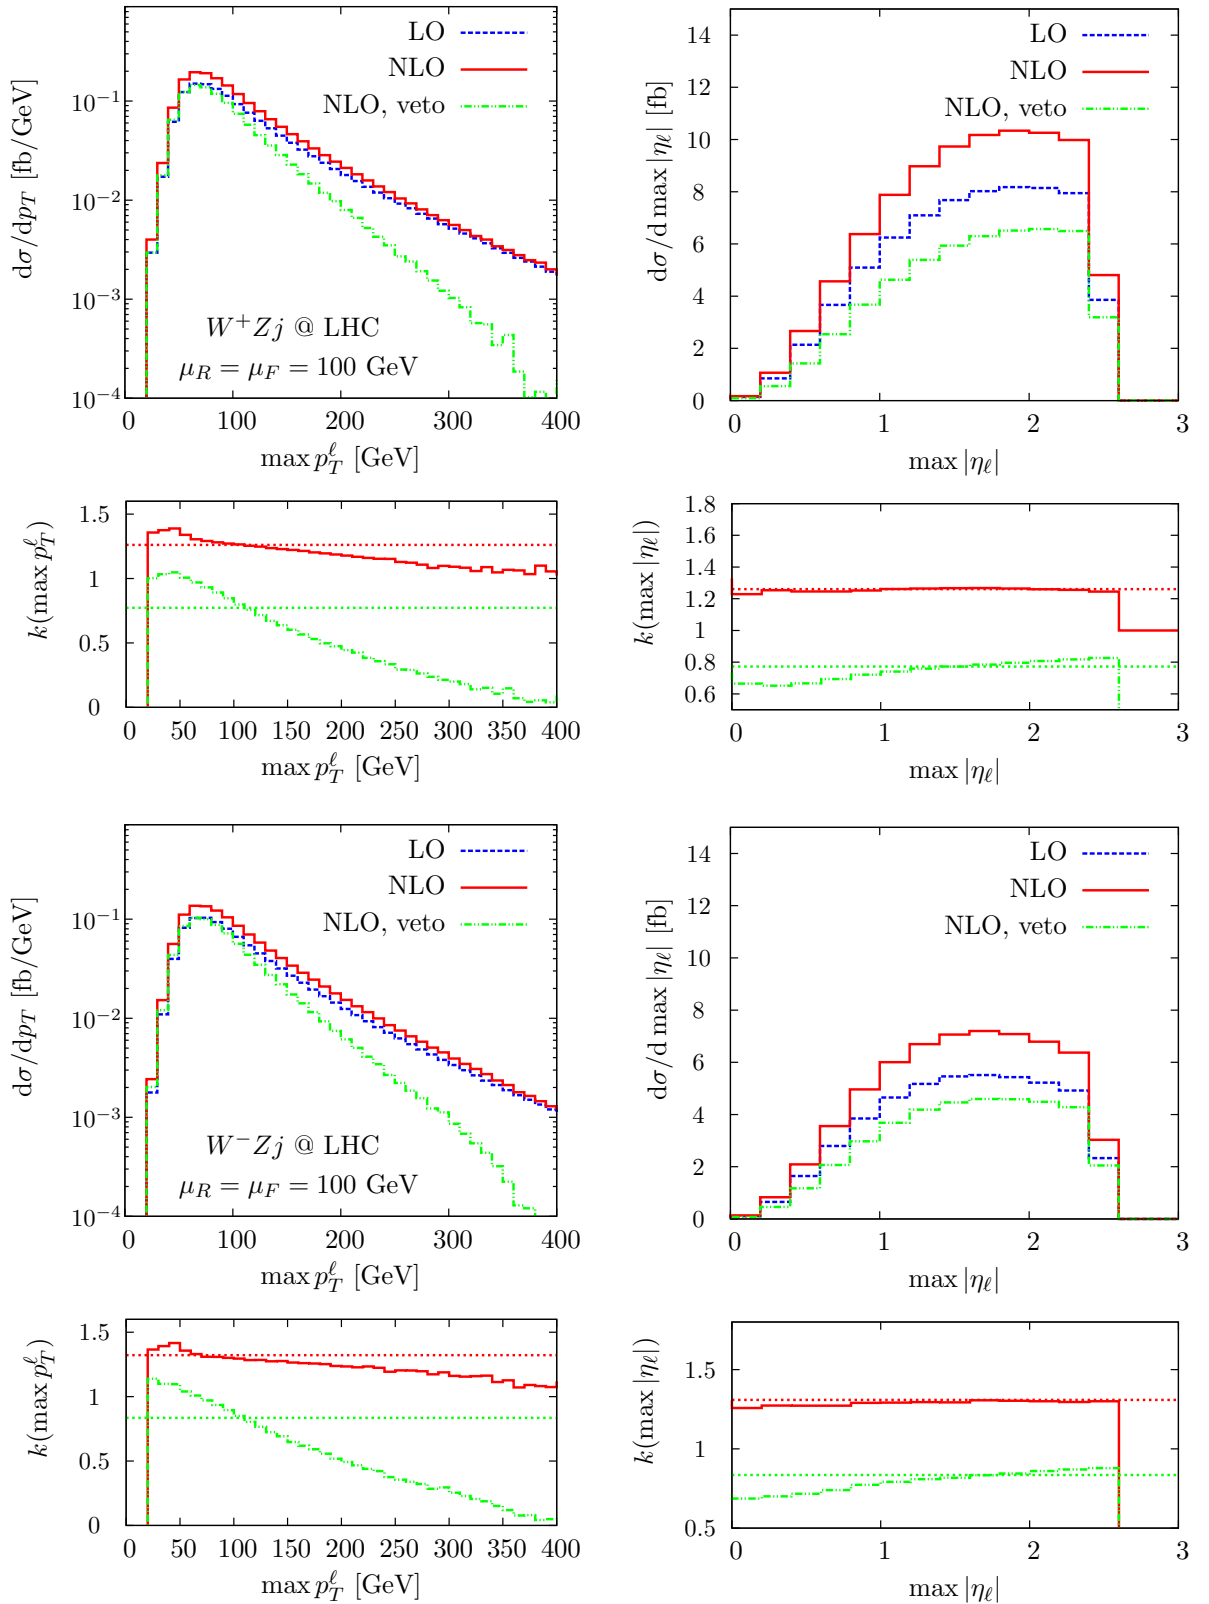 LO
NLO
NLO, veto
dσ/dp_T [fb/GeV]
10^−1
10^−2
10^−3
10^−4
W^+Zj @ LHC
μ_R = μ_F = 100 GeV
0 100 200 300 400
max p_T^ℓ [GeV]
LO
NLO
NLO, veto
dσ/d max |η_ℓ| [fb]
14
12
10
8
6
4
2
0
0 1 2 3
max |η_ℓ|
k(max p_T^ℓ)
1.5
1
0.5
0
0 50 100 150 200 250 300 350 400
max p_T^ℓ [GeV]
k(max |η_ℓ|)
1.8
1.6
1.4
1.2
1
0.8
0.6
0 1 2 3
max |η_ℓ|
LO
NLO
NLO, veto
dσ/dp_T [fb/GeV]
10^−1
10^−2
10^−3
10^−4
W^−Zj @ LHC
μ_R = μ_F = 100 GeV
0 100 200 300 400
max p_T^ℓ [GeV]
LO
NLO
NLO, veto
dσ/d max |η_ℓ| [fb]
14
12
10
8
6
4
2
0
0 1 2 3
max |η_ℓ|
k(max p_T^ℓ)
1.5
1
0.5
0
0 50 100 150 200 250 300 350 400
max p_T^ℓ [GeV]
k(max |η_ℓ|)
1.5
1
0.5
0 1 2 3
max |η_ℓ|